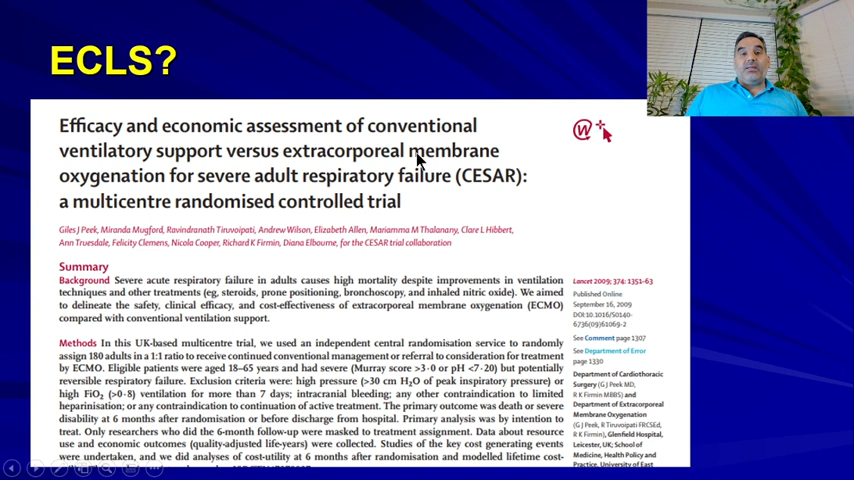 ECLS?
Efficacy and economic assessment of conventional
ventilatory support versus extracorporeal membrane
oxygenation for severe adult respiratory failure (CESAR):
a multicentre randomised controlled trial
Giles J Peek, Miranda Mugford, Ravindranath Tiruvoipati, Andrew Wilson, Elizabeth Allen, Mariamma M Thalanany, Clare L Hibbert,
Ann Truesdale, Felicity Clemens, Nicola Cooper, Richard K Firmin, Diana Elbourne, for the CESAR trial collaboration
Summary
Background Severe acute respiratory failure in adults causes high mortality despite improvements in ventilation
techniques and other treatments (eg, steroids, prone positioning, bronchoscopy, and inhaled nitric oxide). We aimed
to delineate the safety, clinical efficacy, and cost-effectiveness of extracorporeal membrane oxygenation (ECMO)
compared with conventional ventilation support.
Methods In this UK-based multicentre trial, we used an independent central randomisation service to randomly
assign 180 adults in a 1:1 ratio to receive continued conventional management or referral to consideration for treatment
by ECMO. Eligible patients were aged 18–65 years and had severe (Murray score >3·0 or pH <7·20) but potentially
reversible respiratory failure. Exclusion criteria were: high pressure (>30 cm H2O of peak inspiratory pressure) or
high FiO2 (>0·8) ventilation for more than 7 days; intracranial bleeding; any other contraindication to limited
heparinisation; or any contraindication to continuation of active treatment. The primary outcome was death or severe
disability at 6 months after randomisation or before discharge from hospital. Primary analysis was by intention to
treat. Only researchers who did the 6-month follow-up were masked to treatment assignment. Data about resource
use and economic outcomes (quality-adjusted life-years) were collected. Studies of the key cost generating events
were undertaken, and we did analyses of cost-utility at 6 months after randomisation and modelled lifetime cost-
Lancet 2009; 374: 1351–63
Published Online
September 16, 2009
DOI:10.1016/S0140-
6736(09)61069-2
See Comment page 1307
See Department of Error
page 1330
Department of Cardiothoracic
Surgery (G J Peek MD,
R K Firmin MBBS) and
Department of Extracorporeal
Membrane Oxygenation
(G J Peek, R Tiruvoipati FRCSEd,
R K Firmin), Glenfield Hospital,
Leicester, UK; School of
Medicine, Health Policy and
Practice, University of East